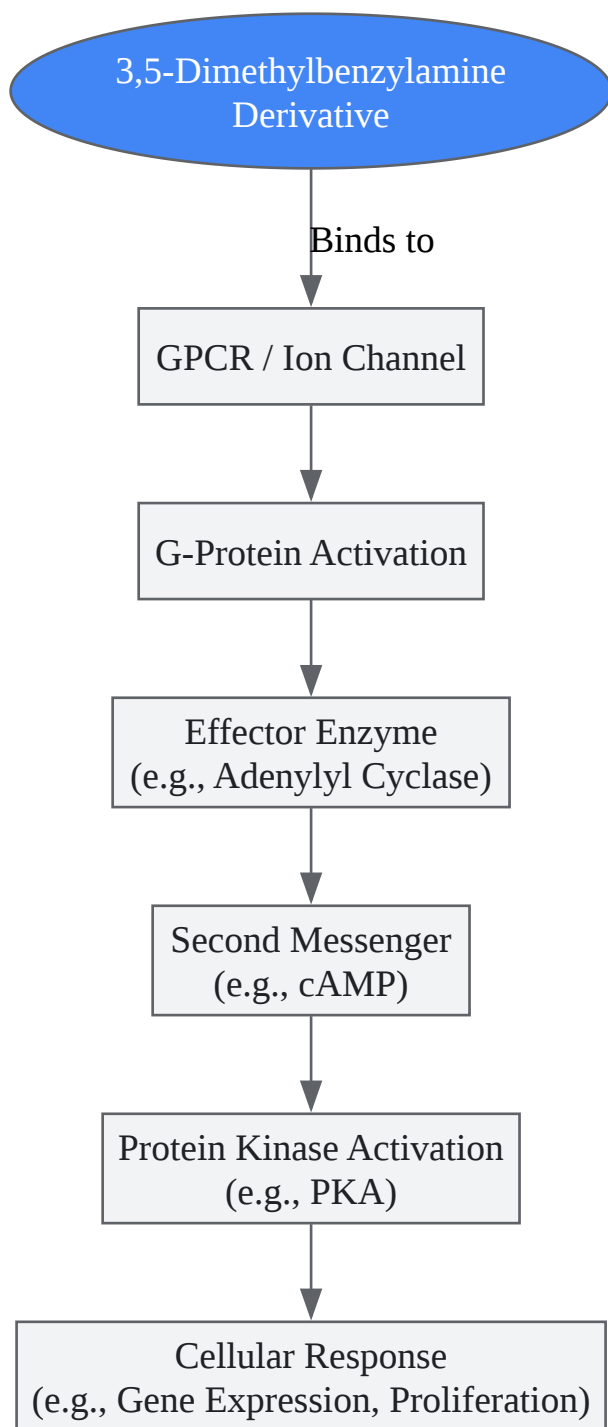 3,5-Dimethylbenzylamine
Derivative
Binds to
GPCR / Ion Channel
G-Protein Activation
Effector Enzyme
(e.g., Adenylyl Cyclase)
Second Messenger
(e.g., cAMP)
Protein Kinase Activation
(e.g., PKA)
Cellular Response
(e.g., Gene Expression, Proliferation)